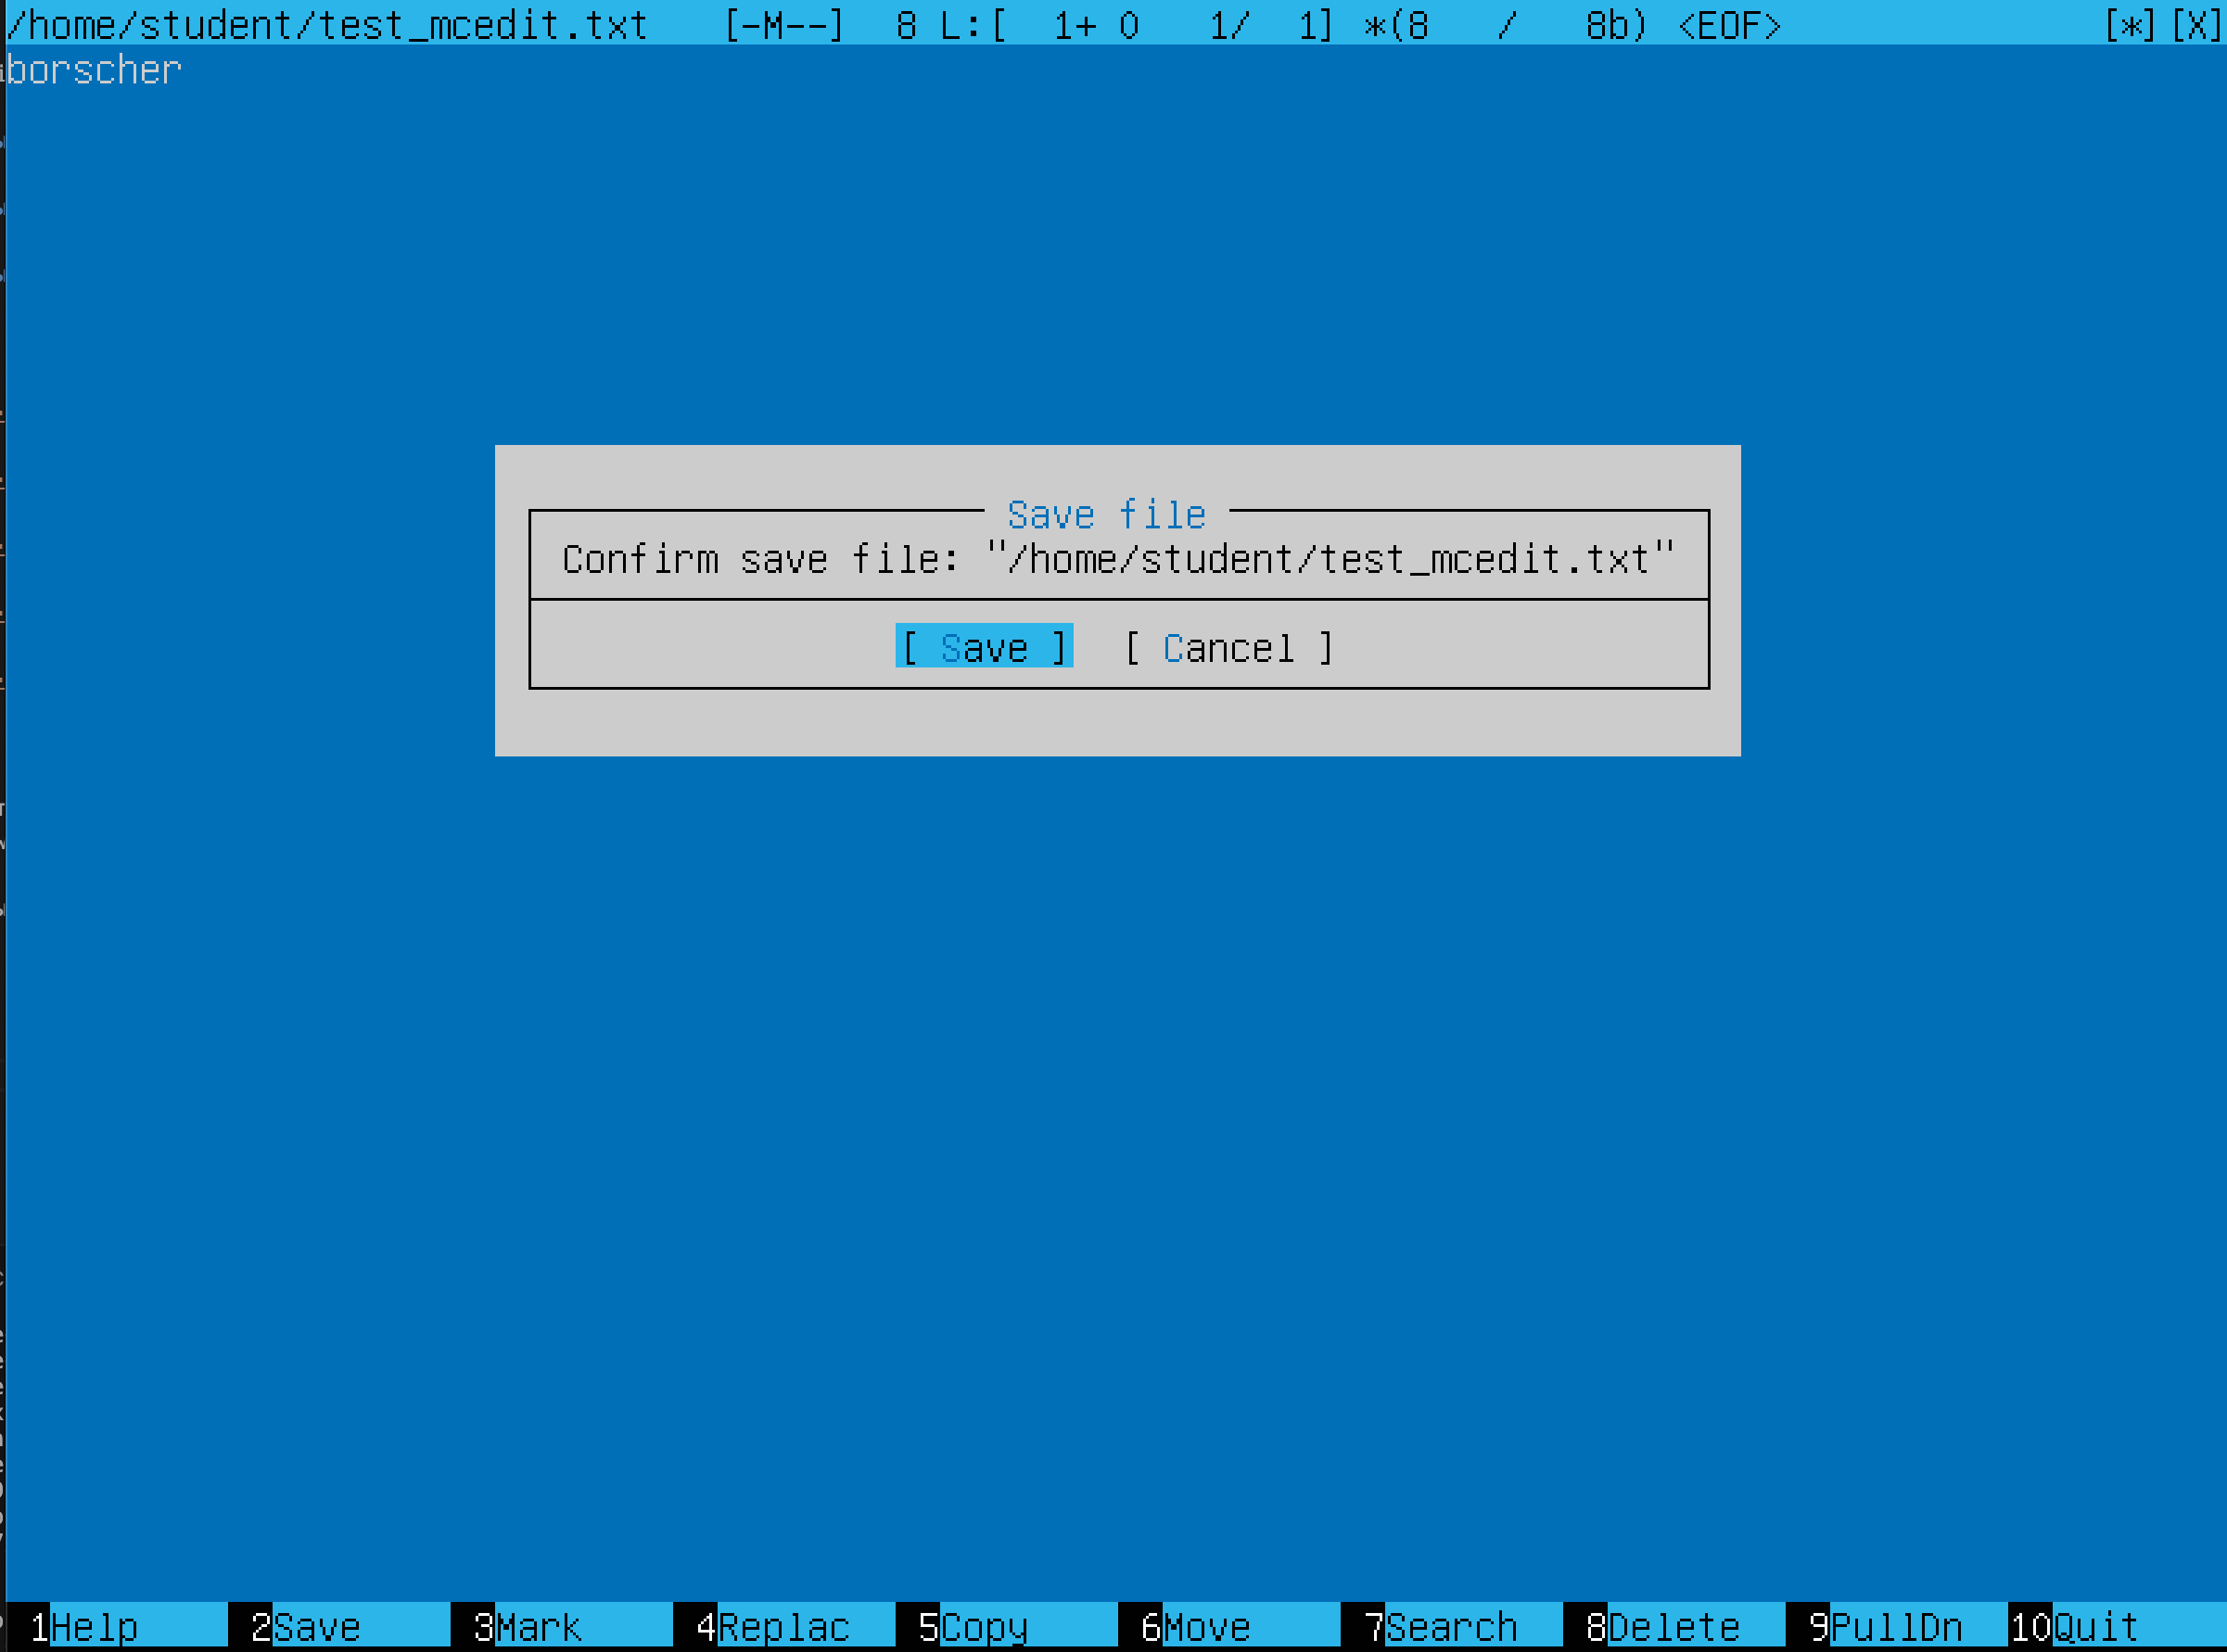 /home/student/test_mcedit.txt [-M--] 8 L:[ 1+ 0 1/ 1] *(8 / 8b) <EOF> [*][X]
borscher
Save file
Confirm save file: "/home/student/test_mcedit.txt"
[ Save ] [ Cancel ]
1Help 2Save 3Mark 4Replac 5Copy 6Move 7Search 8Delete 9PullDn 10Quit